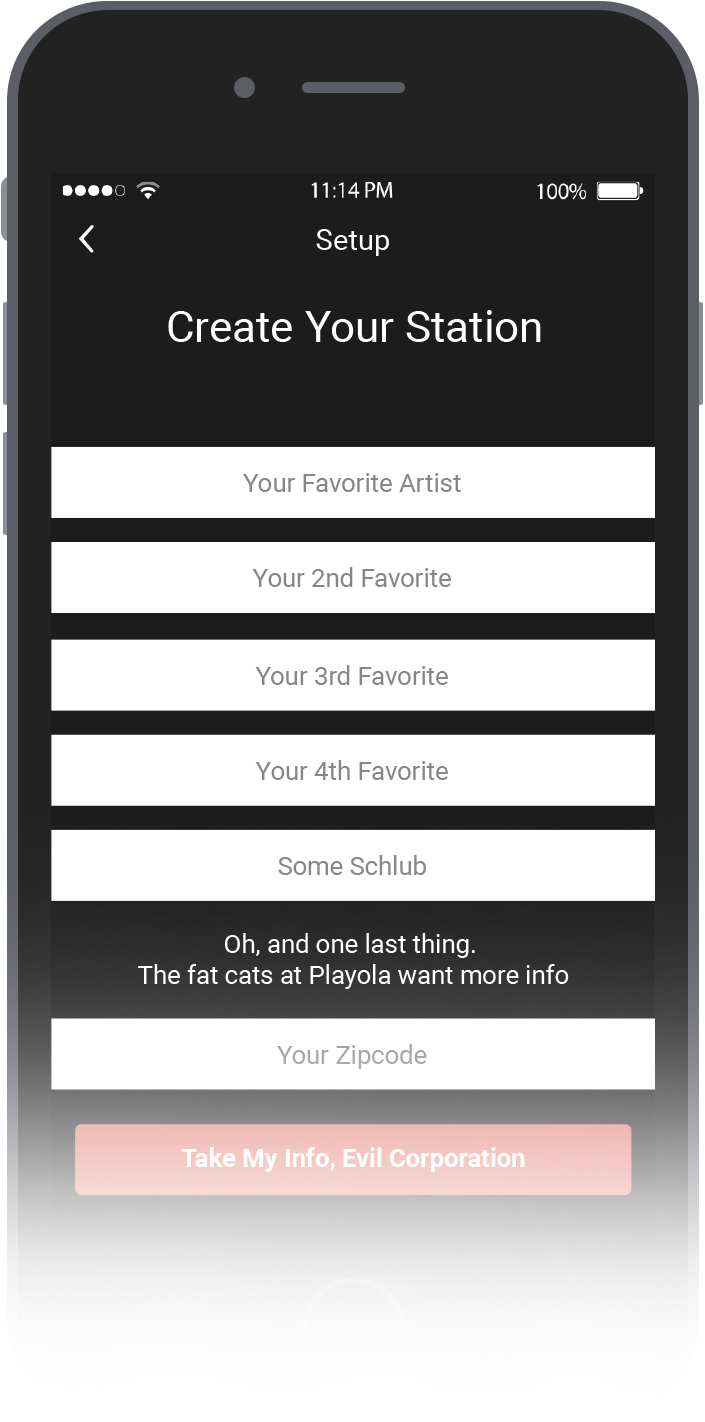 11:14 PM 100%
Setup
Create Your Station
Your Favorite Artist
Your 2nd Favorite
Your 3rd Favorite
Your 4th Favorite
Some Schlub
Oh, and one last thing.
The fat cats at Playola want more info
Your Zipcode
Take My Info, Evil Corporation